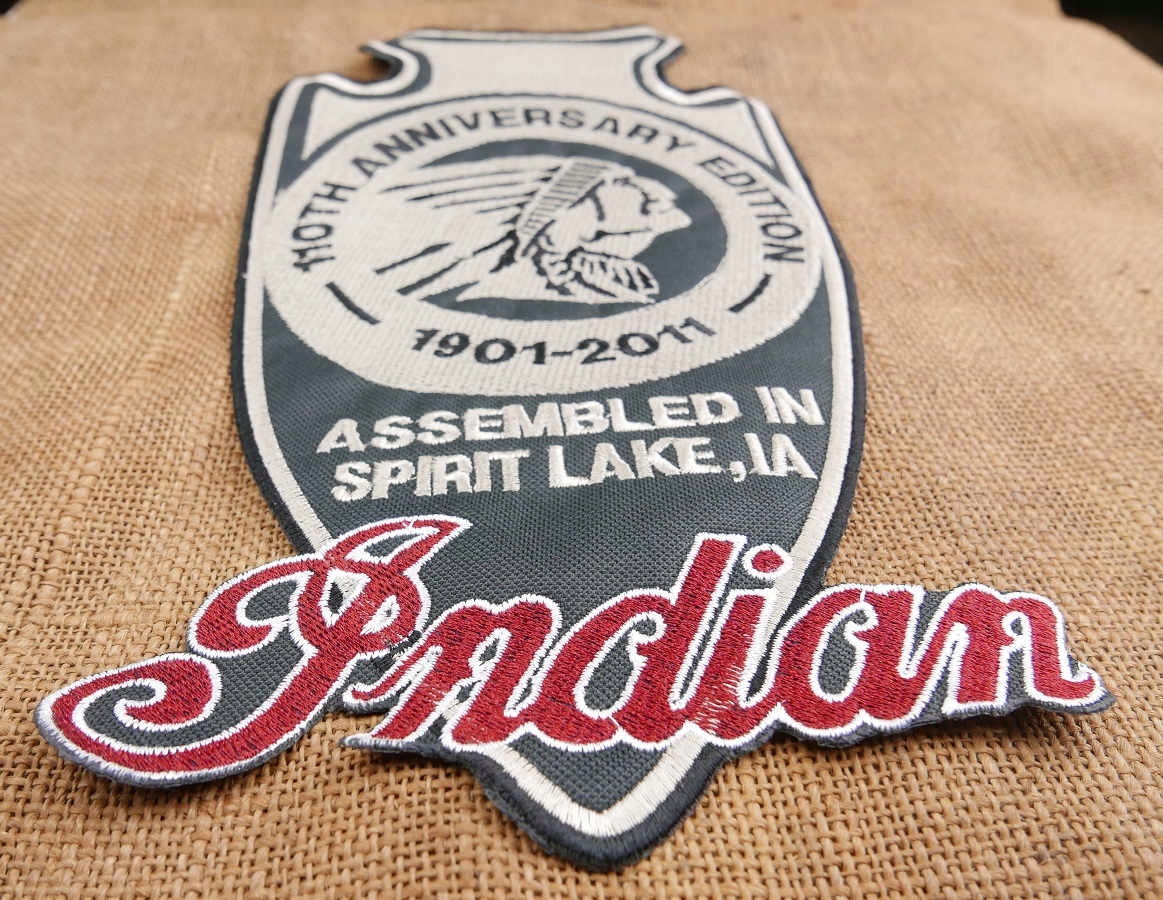 110TH ANNIVERSARY EDITION
1901-2011
ASSEMBLED IN
SPIRIT LAKE, IA
Indian